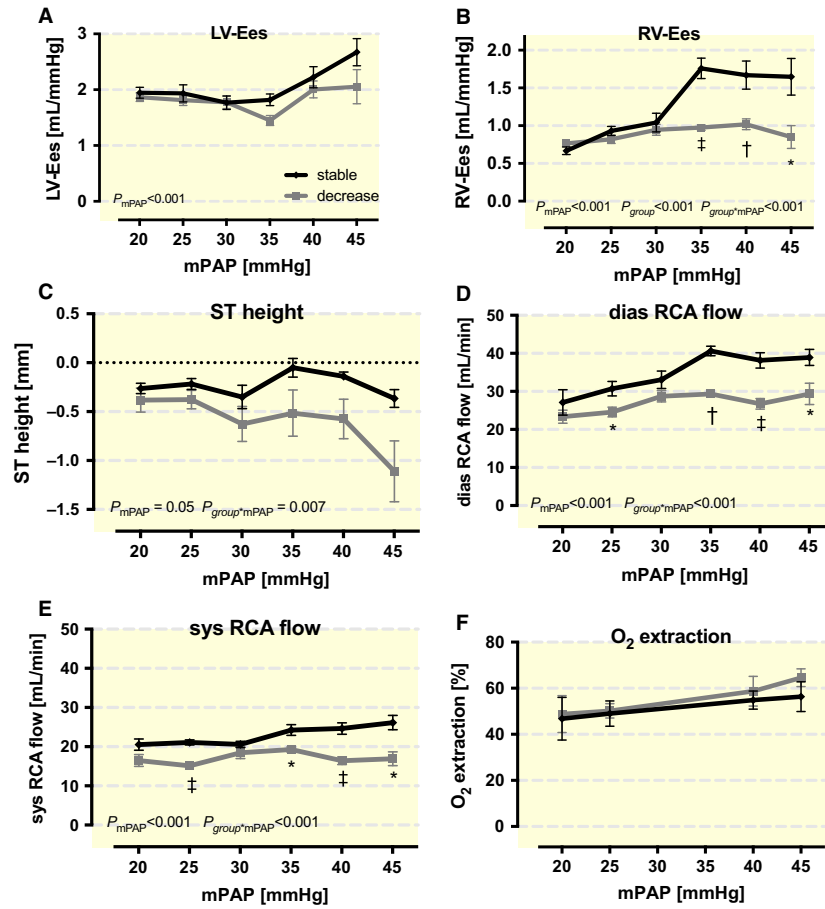 A
LV-Ees
LV-Ees [mL/mmHg]
3
2
1
0
stable
decrease
PmPAP<0.001
20 25 30 35 40 45
mPAP [mmHg]
B
RV-Ees
RV-Ees [mL/mmHg]
2.0
1.5
1.0
0.5
0.0
‡ † *
PmPAP<0.001 Pgroup<0.001 Pgroup*mPAP<0.001
20 25 30 35 40 45
mPAP [mmHg]
C
ST height
ST height [mm]
0.5
0.0
−0.5
−1.0
−1.5
PmPAP = 0.05 Pgroup*mPAP = 0.007
20 25 30 35 40 45
mPAP [mmHg]
D
dias RCA flow
dias RCA flow [mL/min]
50
40
30
20
10
0
* † ‡ *
PmPAP<0.001 Pgroup*mPAP<0.001
20 25 30 35 40 45
mPAP [mmHg]
E
sys RCA flow
sys RCA flow [mL/min]
50
40
30
20
10
0
‡ * ‡ *
PmPAP<0.001 Pgroup*mPAP<0.001
20 25 30 35 40 45
mPAP [mmHg]
F
O2 extraction
O2 extraction [%]
80
60
40
20
0
20 25 30 35 40 45
mPAP [mmHg]